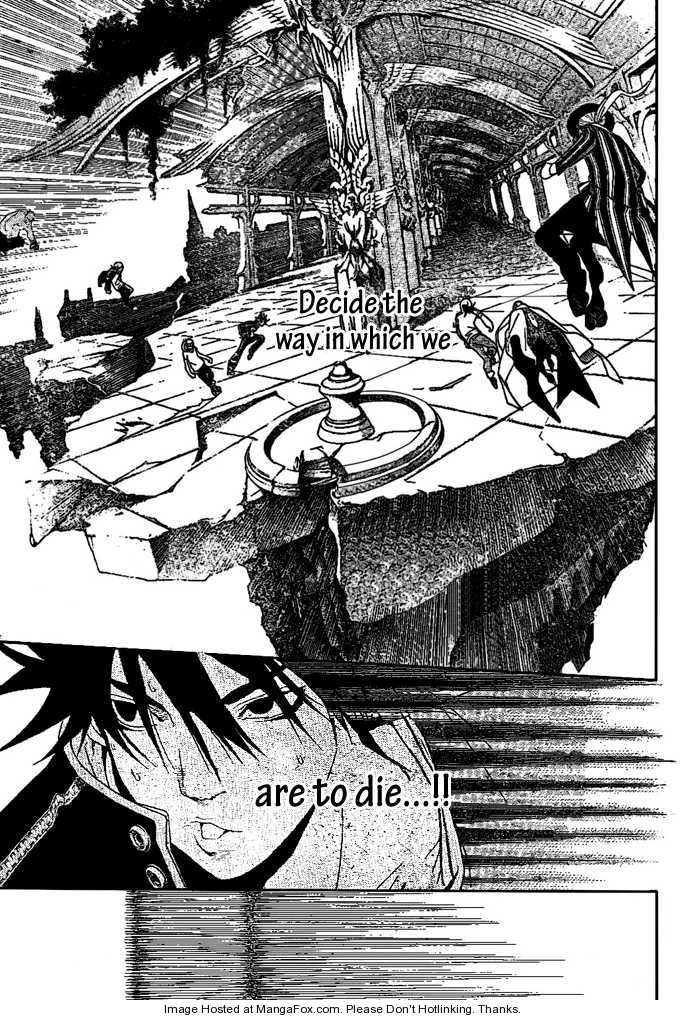 Decide the
way in which we
are to die...!!
Image Hosted at MangaFox.com. Please Don't Hotlinking. Thanks.